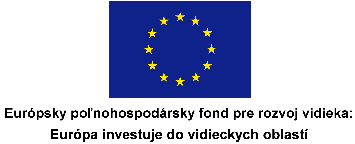 Európsky poľnohospodársky fond pre rozvoj vidieka:
Európa investuje do vidieckych oblastí